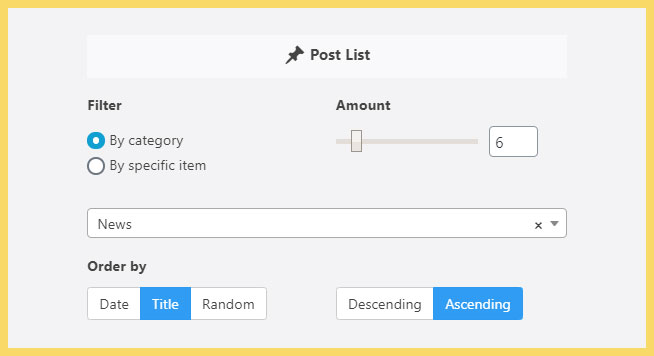 Post List
Filter
Amount
By category
By specific item
6
News ×
Order by
Date Title Random
Descending Ascending